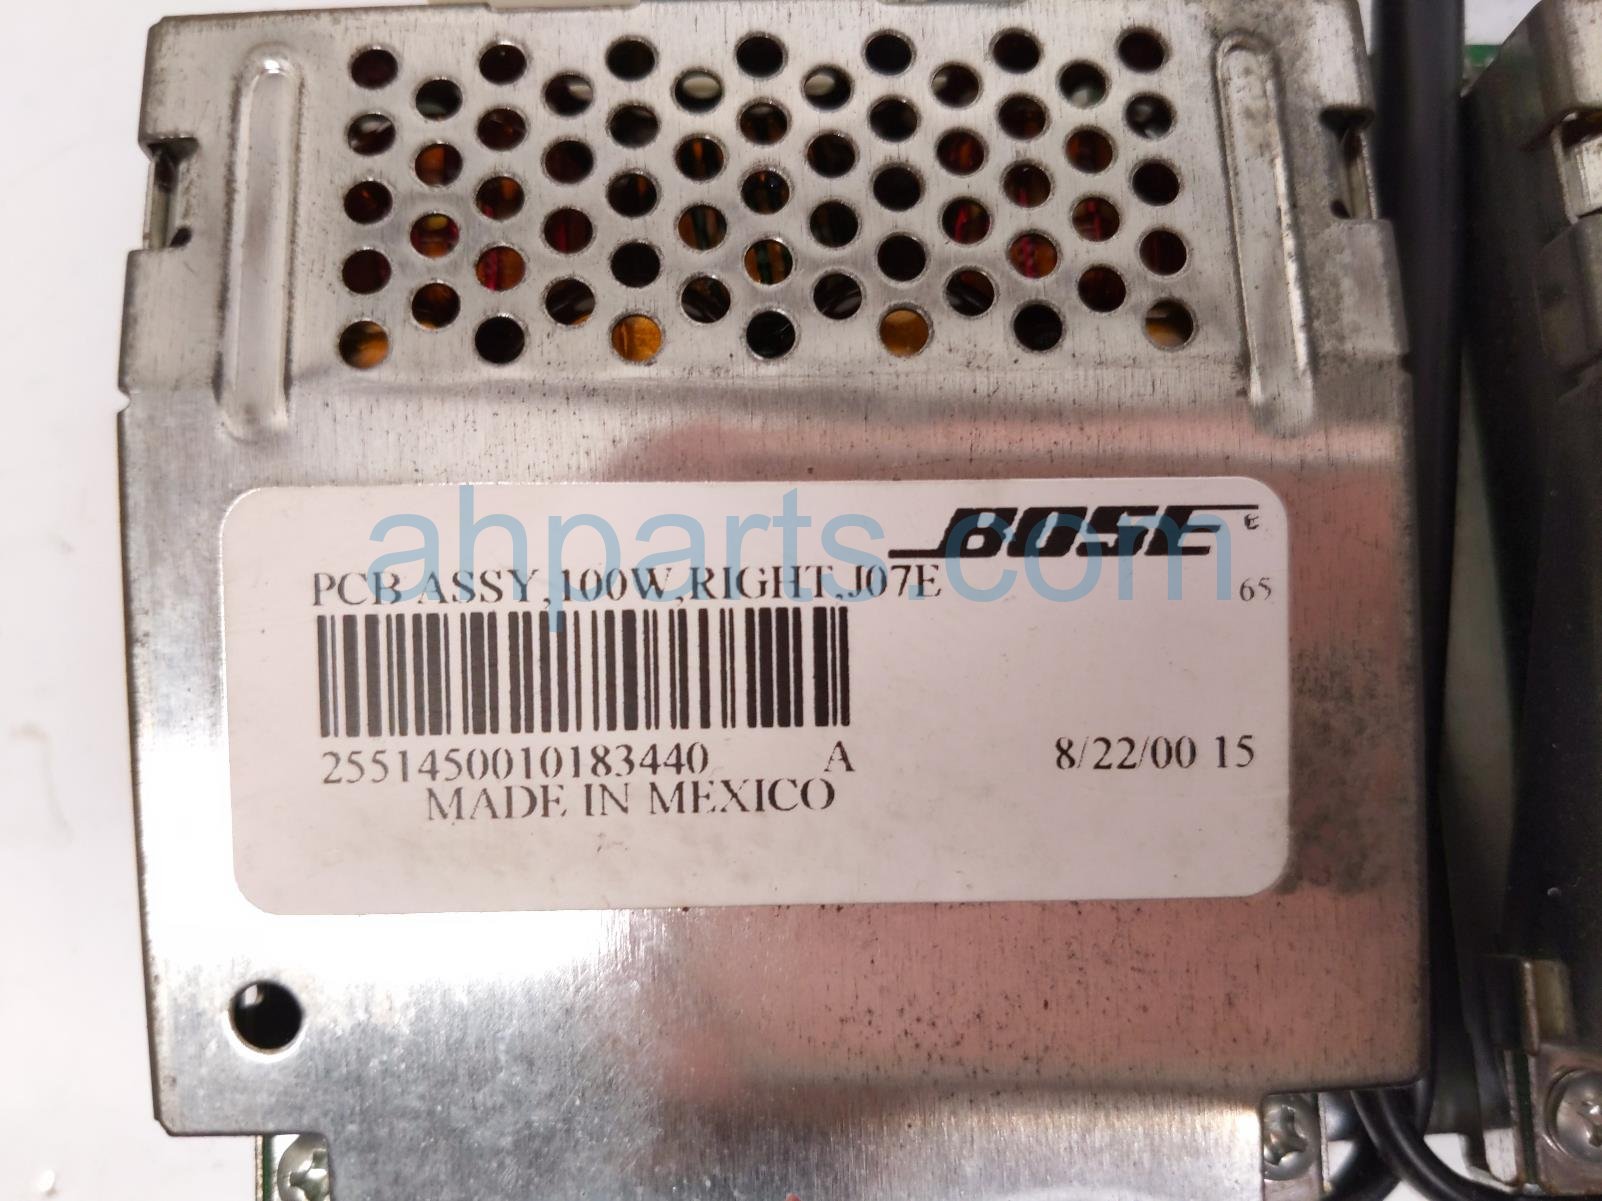 BOSE
E
PCB ASSY,100W,RIGHT,J07E
65
2551450010183440 A
8/22/00 15
MADE IN MEXICO
ahparts.com